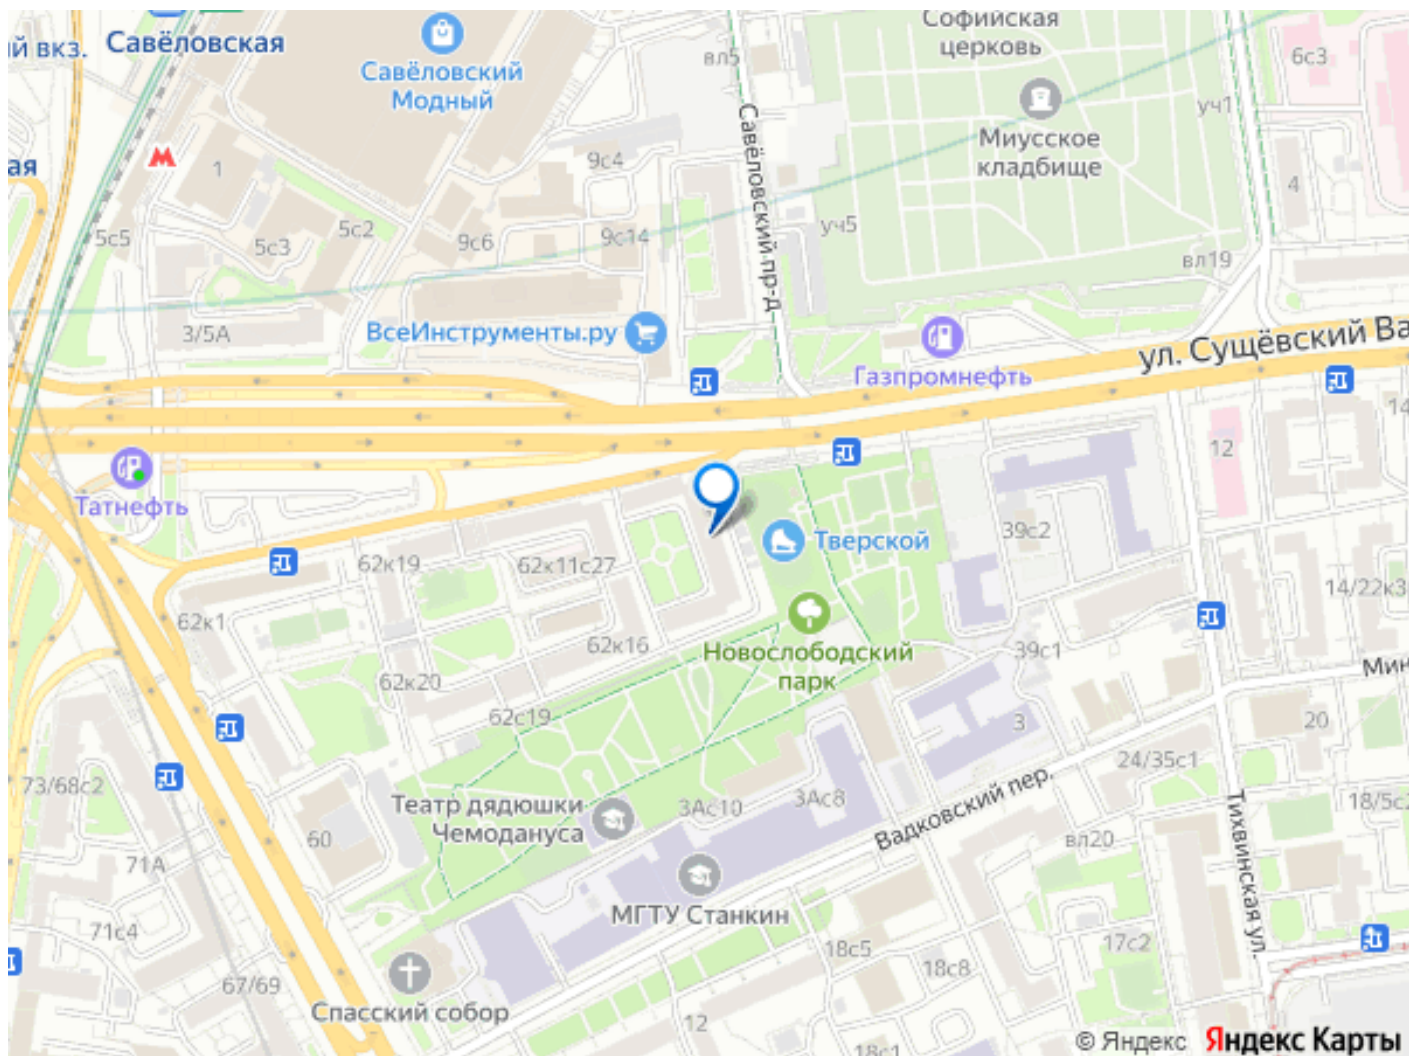 Софийская
церковь
й вкз.
Савёловская
6с3
вл5
Савёловский
Модный
уч1
Миусское
кладбище
ая
1
9с4
4
Савёловский пр-д
5с5
5с3
5с2
9с6
9с14
уч5
вл19
3/5А
ВсеИнструменты.ру
ул. Сущёвский Ва
Газпромнефть
14
12
Татнефть
39с2
Тверской
62к19
62к11с27
14/22к3
62к1
62к16
39с1
Новослободский
парк
Мин
62к20
62с19
3
20
24/35с1
73/68с2
Театр дядюшки
Чемодануса
3Ас10
3Ас8
Вадковский пер.
18/5с2
60
вл20
Тихвинская ул.
71А
МГТУ Станкин
71с4
18с5
17с2
18с8
67/69
Спасский собор
12
18с1
© Яндекс Яндекс Карты